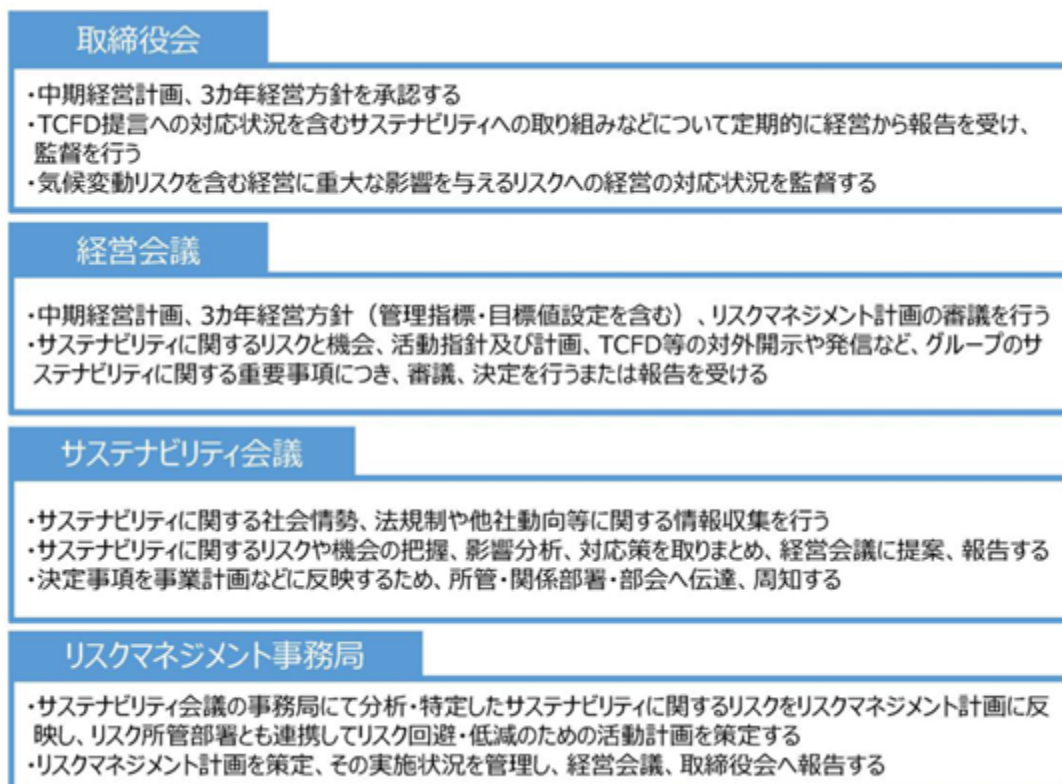 取締役会
・中期経営計画、3カ年経営方針を承認する
・TCFD提言への対応状況を含むサステナビリティへの取り組みなどについて定期的に経営から報告を受け、
監督を行う
・気候変動リスクを含む経営に重大な影響を与えるリスクへの経営の対応状況を監督する
経営会議
・中期経営計画、3カ年経営方針（管理指標・目標値設定を含む）、リスクマネジメント計画の審議を行う
・サステナビリティに関するリスクと機会、活動指針及び計画、TCFD等の対外開示や発信など、グループのサ
ステナビリティに関する重要事項につき、審議、決定を行うまたは報告を受ける
サステナビリティ会議
・サステナビリティに関する社会情勢、法規制や他社動向等に関する情報収集を行う
・サステナビリティに関するリスクや機会の把握、影響分析、対応策を取りまとめ、経営会議に提案、報告する
・決定事項を事業計画などに反映するため、所管・関係部署・部会へ伝達、周知する
リスクマネジメント事務局
・サステナビリティ会議の事務局にて分析・特定したサステナビリティに関するリスクをリスクマネジメント計画に反
映し、リスク所管部署とも連携してリスク回避・低減のための活動計画を策定する
・リスクマネジメント計画を策定、その実施状況を管理し、経営会議、取締役会へ報告する